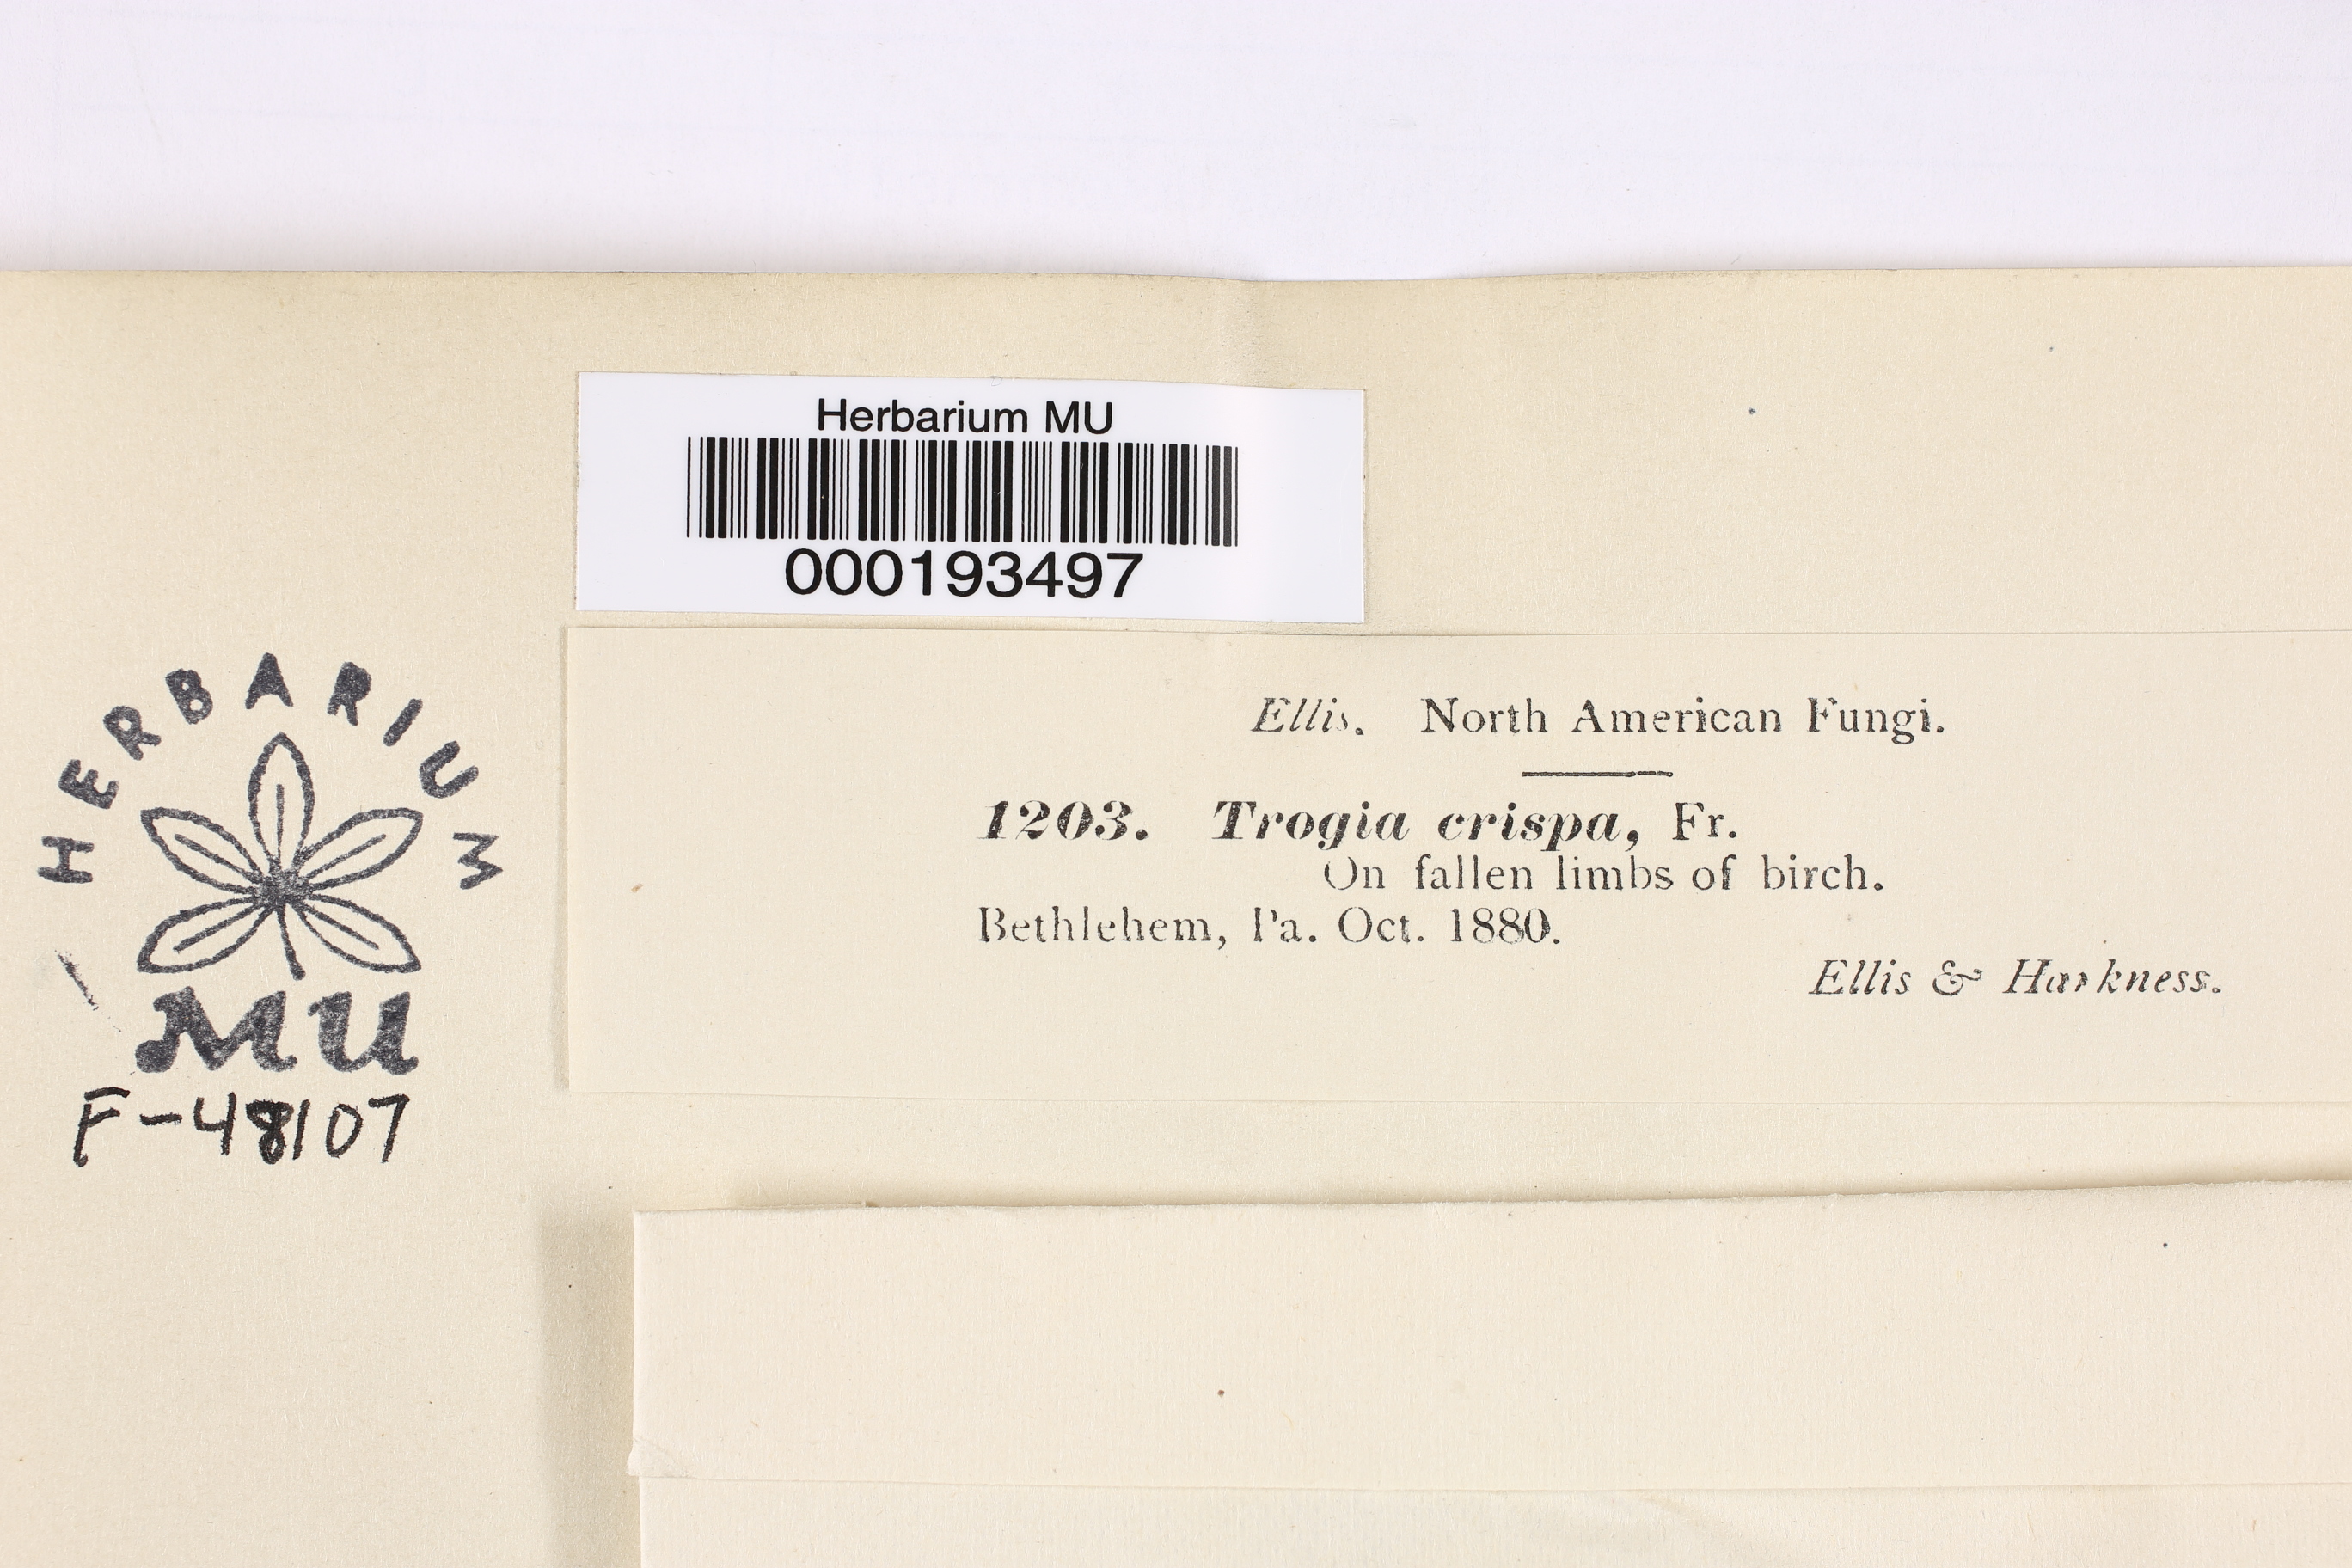 Herbarium MU
000193497
HERBARIUM
MU
F-48107
Ellis. North American Fungi.
1203. Trogia crispa, Fr.
On fallen limbs of birch.
Bethlehem, Pa. Oct. 1880.
Ellis & Harkness.